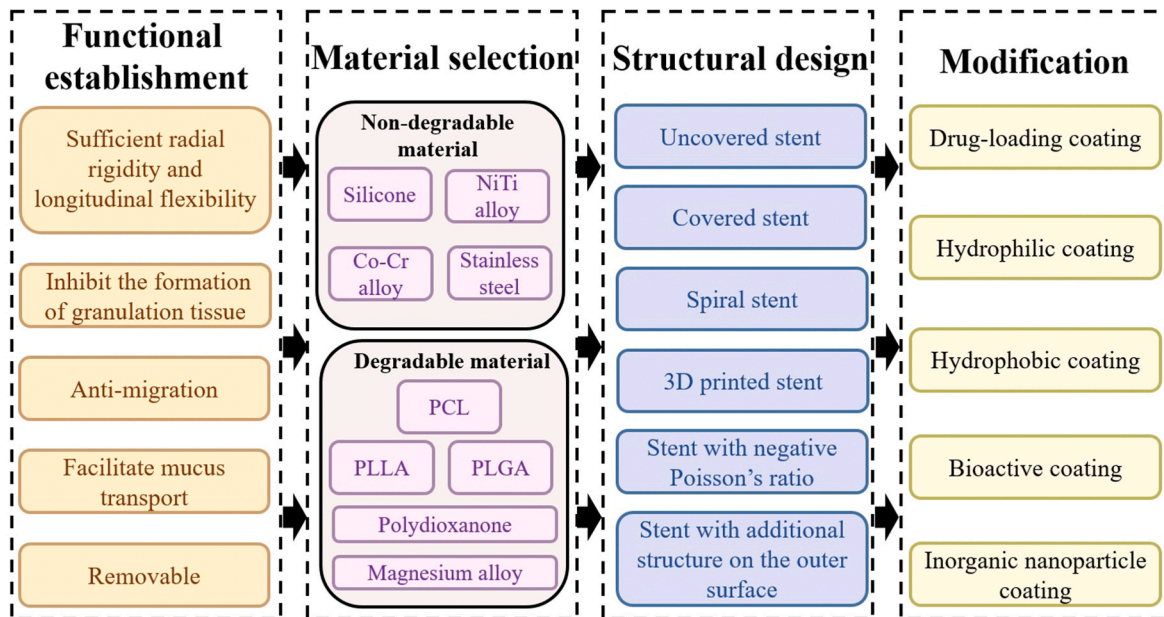 Functional
establishment
Sufficient radial
rigidity and
longitudinal flexibility
Inhibit the formation
of granulation tissue
Anti-migration
Facilitate mucus
transport
Removable
Material selection
Non-degradable
material
Silicone
NiTi
alloy
Co-Cr
alloy
Stainless
steel
Degradable material
PCL
PLLA
PLGA
Polydioxanone
Magnesium alloy
Structural design
Uncovered stent
Covered stent
Spiral stent
3D printed stent
Stent with negative
Poisson’s ratio
Stent with additional
structure on the outer
surface
Modification
Drug-loading coating
Hydrophilic coating
Hydrophobic coating
Bioactive coating
Inorganic nanoparticle
coating